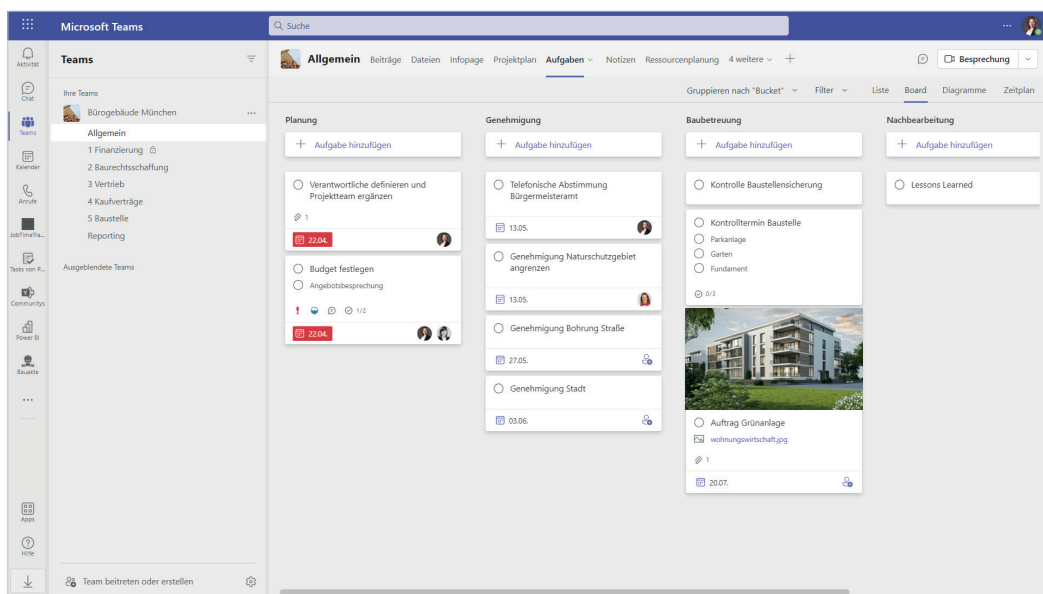 Microsoft Teams
Suche
Aktivität
Chat
Teams
Kalender
Anrufe
JobTimeTra...
Tasks von P...
Communitys
Power BI
Bauakte
Apps
Hilfe
Teams
Ihre Teams
Bürogebäude München
Allgemein
1 Finanzierung
2 Baurechtsschaffung
3 Vertrieb
4 Kaufverträge
5 Baustelle
Reporting
Ausgeblendete Teams
Team beitreten oder erstellen
Allgemein Beiträge Dateien Infopage Projektplan Aufgaben Notizen Ressourcenplanung 4 weitere Besprechung
Gruppieren nach "Bucket" Filter Liste Board Diagramme Zeitplan
Planung
Aufgabe hinzufügen
Verantwortliche definieren und
Projektteam ergänzen
1
22.04.
Budget festlegen
Angebotsbesprechung
1/2
22.04.
Genehmigung
Aufgabe hinzufügen
Telefonische Abstimmung
Bürgermeisteramt
13.05.
Genehmigung Naturschutzgebiet
angrenzen
13.05.
Genehmigung Bohrung Straße
27.05.
Genehmigung Stadt
03.06.
Baubetreuung
Aufgabe hinzufügen
Kontrolle Baustellensicherung
Kontrolltermin Baustelle
Parkanlage
Garten
Fundament
0/3
Auftrag Grünanlage
wohnungswirtschaft.jpg
1
20.07.
Nachbearbeitung
Aufgabe hinzufügen
Lessons Learned